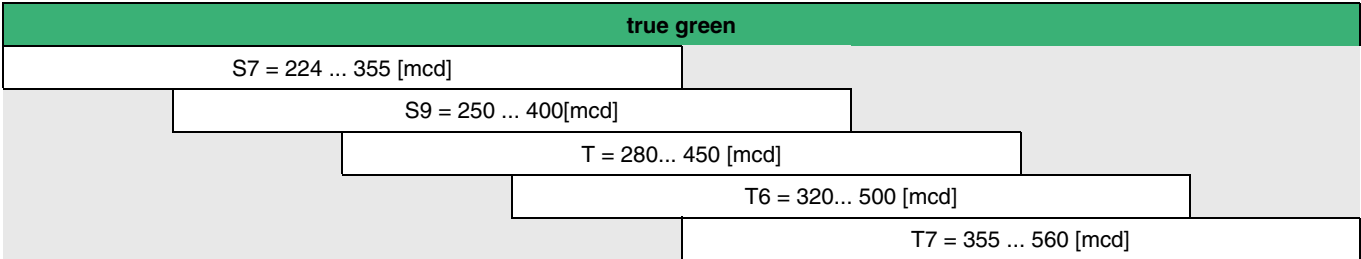 true green
S7 = 224 ... 355 [mcd]
S9 = 250 ... 400[mcd]
T = 280... 450 [mcd]
T6 = 320... 500 [mcd]
T7 = 355 ... 560 [mcd]